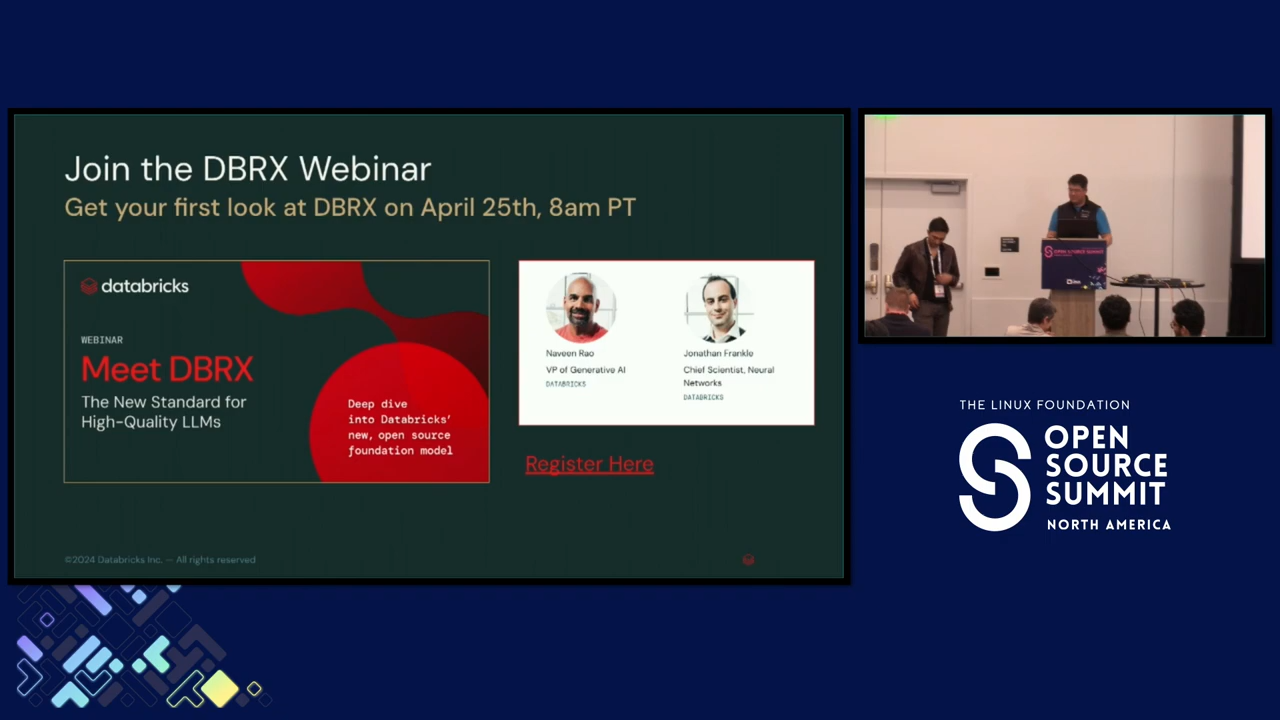 Join the DBRX Webinar
Get your first look at DBRX on April 25th, 8am PT
databricks
WEBINAR
Meet DBRX
The New Standard for
High-Quality LLMs
Deep dive
into Databricks’
new, open source
foundation model
Naveen Rao
VP of Generative AI
DATABRICKS
Jonathan Frankle
Chief Scientist, Neural
Networks
DATABRICKS
Register Here
©2024 Databricks Inc. — All rights reserved
OPEN SOURCE SUMMIT
THE LINUX FOUNDATION
OPEN
SOURCE
SUMMIT
NORTH AMERICA